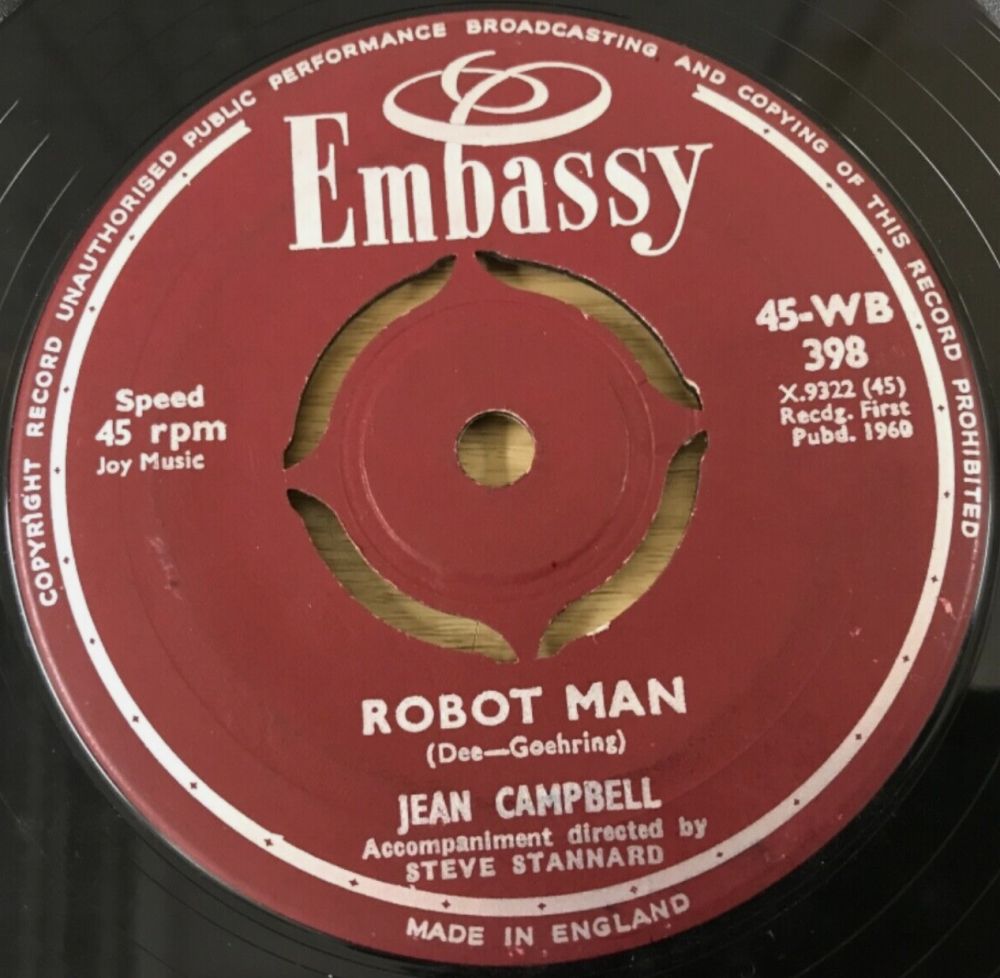 COPYRIGHT RECORD UNAUTHORISED PUBLIC PERFORMANCE BROADCASTING AND COPYING OF THIS RECORD PROHIBITED
Embassy
45-WB
398
X.9322 (45)
Recdg. First
Pubd. 1960
Speed
45 rpm
Joy Music
ROBOT MAN
(Dee—Goehring)
JEAN CAMPBELL
Accompaniment directed by
STEVE STANNARD
MADE IN ENGLAND